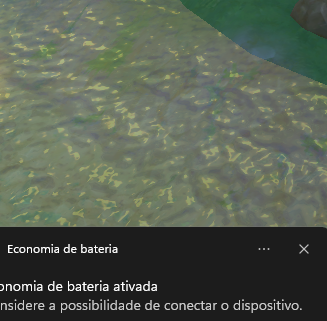 Economia de bateria
onomia de bateria ativada
nsidere a possibilidade de conectar o dispositivo.